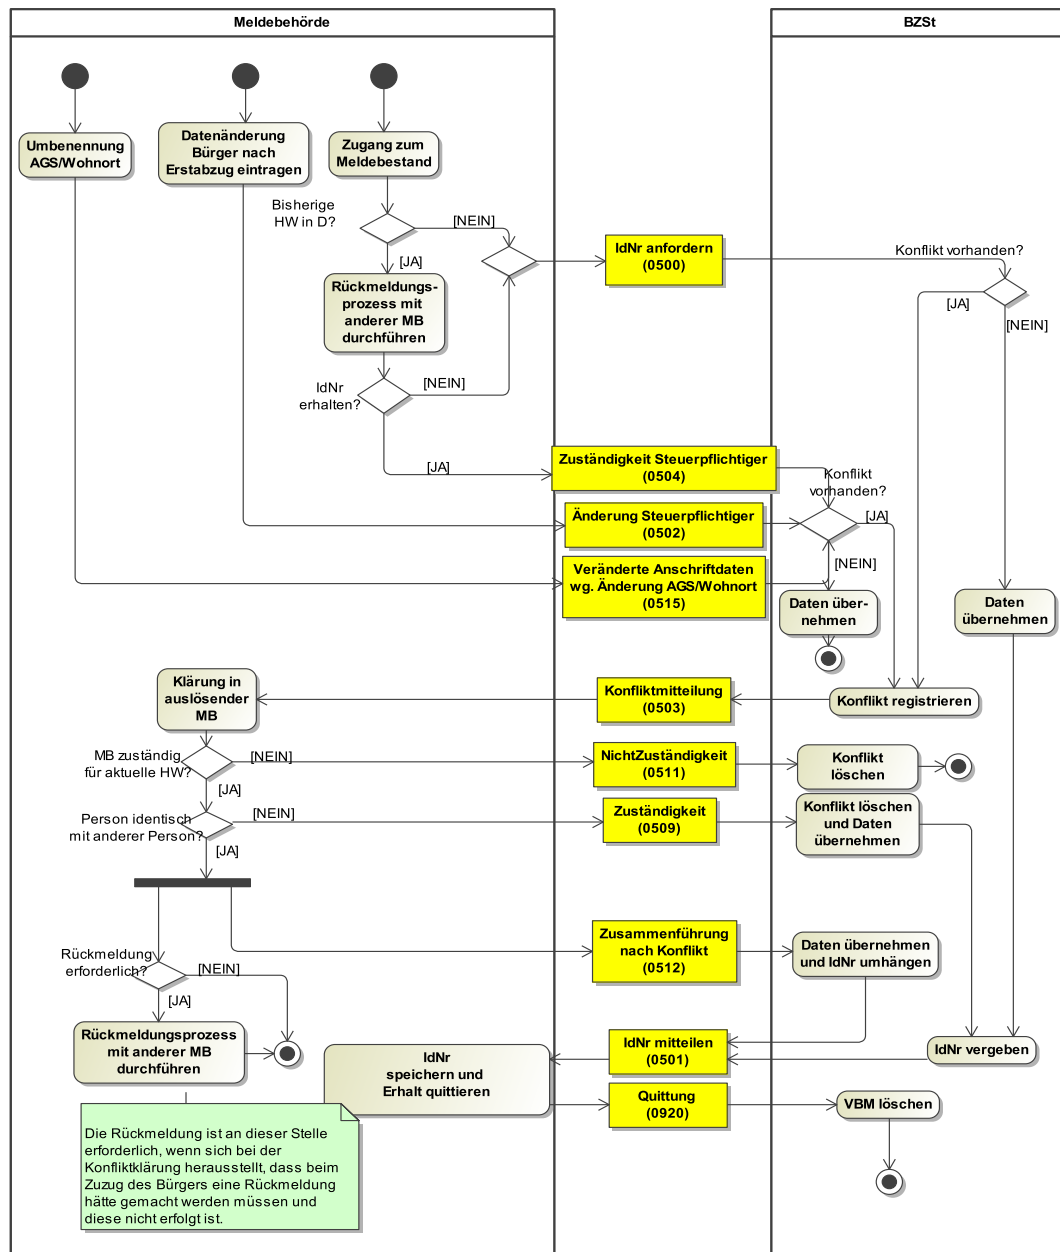 Meldebehörde
BZSt
Umbenennung
AGS/Wohnort
Datenänderung
Bürger nach
Erstabzug eintragen
Zugang zum
Meldebestand
Bisherige
HW in D?
[NEIN]
[JA]
IdNr anfordern
(0500)
Konflikt vorhanden?
[JA]
[NEIN]
Rückmeldungs-
prozess mit
anderer MB
durchführen
IdNr
erhalten?
[NEIN]
[JA]
Zuständigkeit Steuerpflichtiger
(0504)
Konflikt
vorhanden?
[JA]
[NEIN]
Änderung Steuerpflichtiger
(0502)
Veränderte Anschriftdaten
wg. Änderung AGS/Wohnort
(0515)
Daten über-
nehmen
Daten
übernehmen
Klärung in
auslösender
MB
Konfliktmitteilung
(0503)
Konflikt registrieren
MB zuständig
für aktuelle HW?
[NEIN]
[JA]
NichtZuständigkeit
(0511)
Konflikt
löschen
Person identisch
mit anderer Person?
[NEIN]
[JA]
Zuständigkeit
(0509)
Konflikt löschen
und Daten
übernehmen
Rückmeldung
erforderlich?
[NEIN]
[JA]
Zusammenführung
nach Konflikt
(0512)
Daten übernehmen
und IdNr umhängen
Rückmeldungsprozess
mit anderer MB
durchführen
IdNr
speichern und
Erhalt quittieren
IdNr mitteilen
(0501)
IdNr vergeben
Quittung
(0920)
VBM löschen
Die Rückmeldung ist an dieser Stelle
erforderlich, wenn sich bei der
Konfliktklärung herausstellt, dass beim
Zuzug des Bürgers eine Rückmeldung
hätte gemacht werden müssen und
diese nicht erfolgt ist.